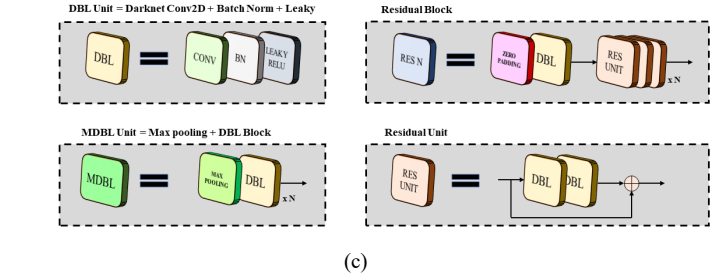 DBL Unit = Darknet Conv2D + Batch Norm + Leaky
DBL
CONV
BN
LEAKY
RELU
Residual Block
RES N
ZERO
PADDING
DBL
RES
UNIT
x N
MDBL Unit = Max pooling + DBL Block
MDBL
MAX
POOLING
DBL
x N
Residual Unit
RES
UNIT
DBL
DBL
(c)